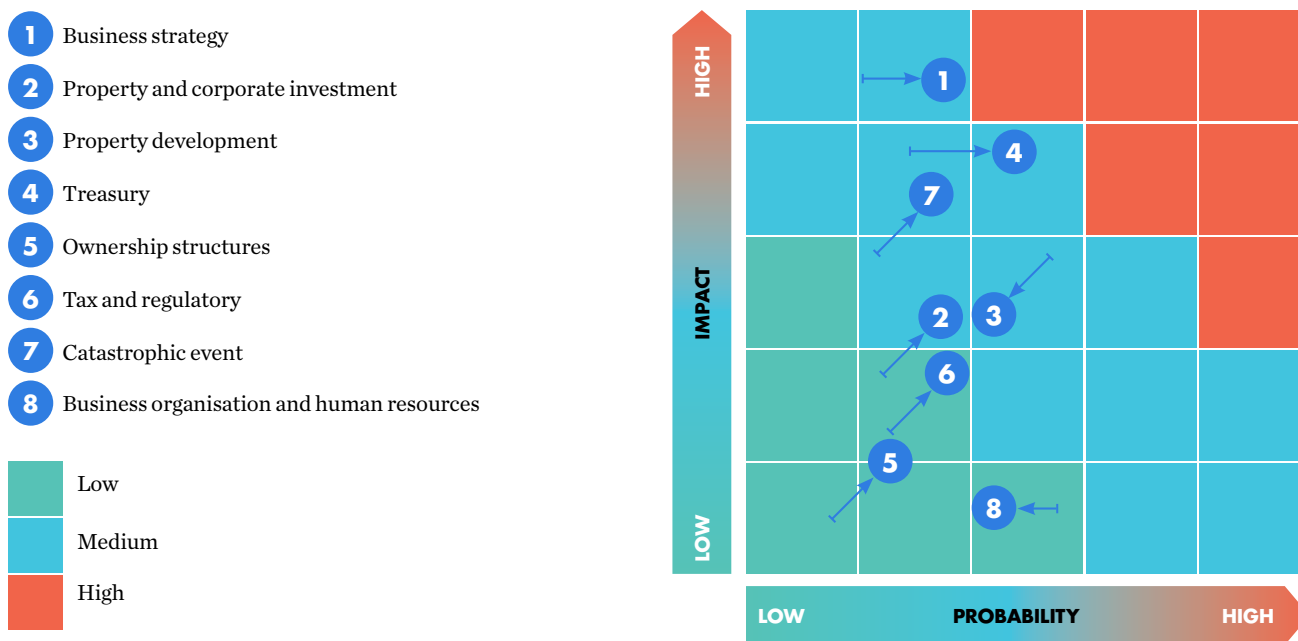 1 Business strategy
2 Property and corporate investment
3 Property development
4 Treasury
5 Ownership structures
6 Tax and regulatory
7 Catastrophic event
8 Business organisation and human resources
Low
Medium
High
HIGH
IMPACT
LOW
1
4
7
2
3
6
5
8
LOW PROBABILITY HIGH